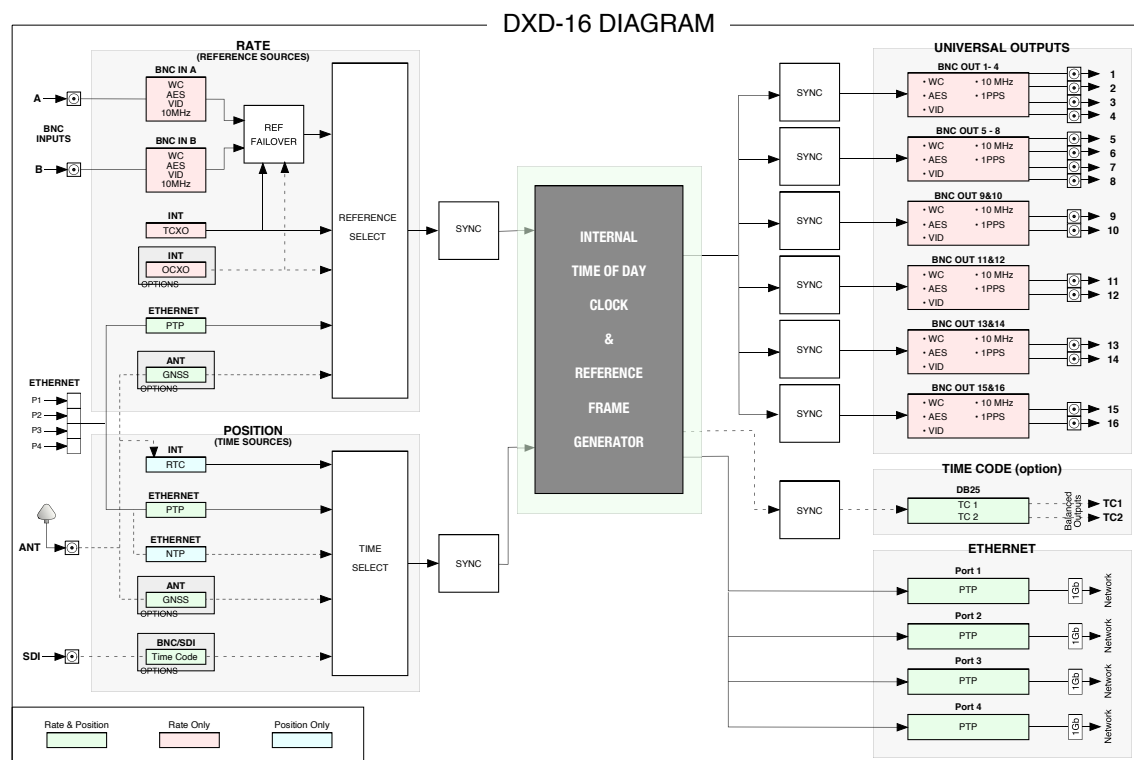 DXD-16 DIAGRAM
RATE
(REFERENCE SOURCES)
BNC IN A
WC
AES
VID
10MHz
A
BNC
INPUTS
BNC IN B
WC
AES
VID
10MHz
B
REF
FAILOVER
INT
TCXO
INT
OCXO
OPTIONS
ETHERNET
PTP
ANT
GNSS
OPTIONS
REFERENCE
SELECT
SYNC
ETHERNET
P1
P2
P3
P4
POSITION
(TIME SOURCES)
INT
RTC
ETHERNET
PTP
ETHERNET
NTP
ANT
GNSS
OPTIONS
BNC/SDI
Time Code
OPTIONS
ANT
SDI
TIME
SELECT
SYNC
INTERNAL
TIME OF DAY
CLOCK
&
REFERENCE
FRAME
GENERATOR
SYNC
SYNC
SYNC
SYNC
SYNC
SYNC
SYNC
UNIVERSAL OUTPUTS
BNC OUT 1- 4
• WC • 10 MHz
• AES • 1PPS
• VID
1
2
3
4
BNC OUT 5 - 8
• WC • 10 MHz
• AES • 1PPS
• VID
5
6
7
8
BNC OUT 9&10
• WC • 10 MHz
• AES • 1PPS
• VID
9
10
BNC OUT 11&12
• WC • 10 MHz
• AES • 1PPS
• VID
11
12
BNC OUT 13&14
• WC • 10 MHz
• AES • 1PPS
• VID
13
14
BNC OUT 15&16
• WC • 10 MHz
• AES • 1PPS
• VID
15
16
TIME CODE (option)
DB25
TC 1
TC 2
Balanced
Outputs
TC1
TC2
ETHERNET
Port 1
PTP
1Gb
Network
Port 2
PTP
1Gb
Network
Port 3
PTP
1Gb
Network
Port 4
PTP
1Gb
Network
Rate & Position
Rate Only
Position Only